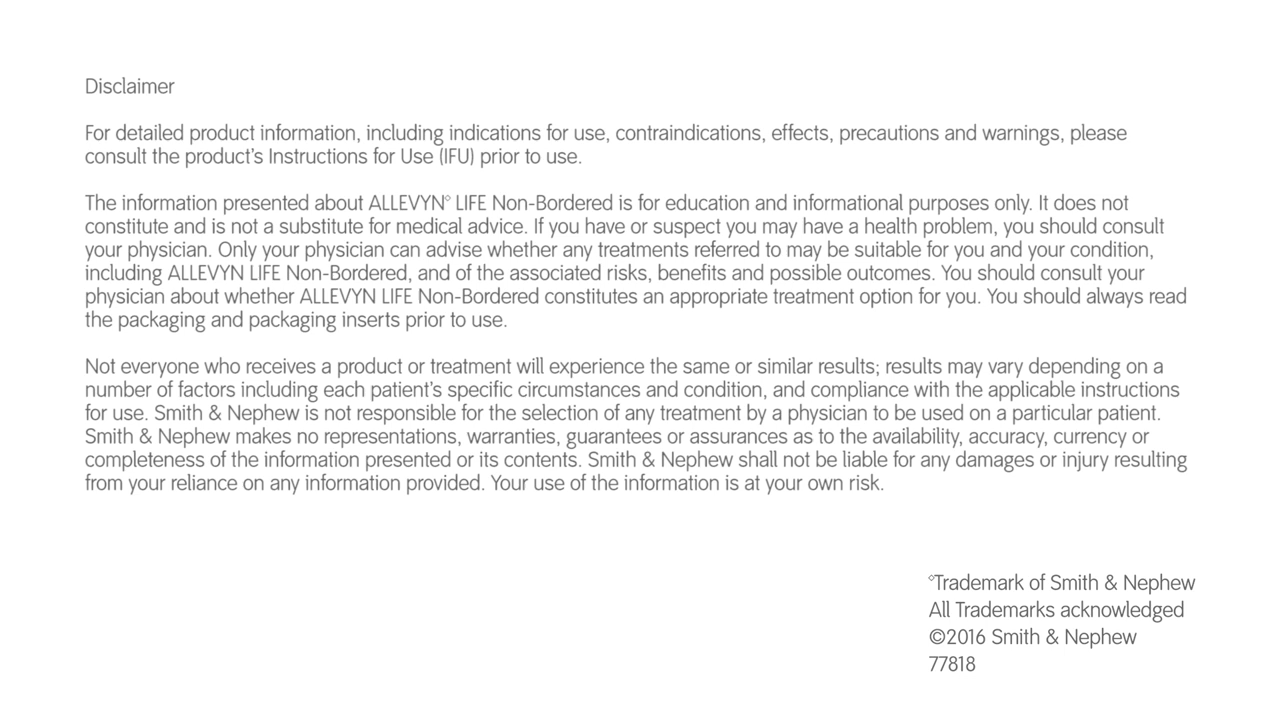 Disclaimer
For detailed product information, including indications for use, contraindications, effects, precautions and warnings, please
consult the product's Instructions for Use (IFU) prior to use.
The information presented about ALLEVYN◊ LIFE Non-Bordered is for education and informational purposes only. It does not
constitute and is not a substitute for medical advice. If you have or suspect you may have a health problem, you should consult
your physician. Only your physician can advise whether any treatments referred to may be suitable for you and your condition,
including ALLEVYN LIFE Non-Bordered, and of the associated risks, benefits and possible outcomes. You should consult your
physician about whether ALLEVYN LIFE Non-Bordered constitutes an appropriate treatment option for you. You should always read
the packaging and packaging inserts prior to use.
Not everyone who receives a product or treatment will experience the same or similar results; results may vary depending on a
number of factors including each patient's specific circumstances and condition, and compliance with the applicable instructions
for use. Smith & Nephew is not responsible for the selection of any treatment by a physician to be used on a particular patient.
Smith & Nephew makes no representations, warranties, guarantees or assurances as to the availability, accuracy, currency or
completeness of the information presented or its contents. Smith & Nephew shall not be liable for any damages or injury resulting
from your reliance on any information provided. Your use of the information is at your own risk.
◊Trademark of Smith & Nephew
All Trademarks acknowledged
©2016 Smith & Nephew
77818